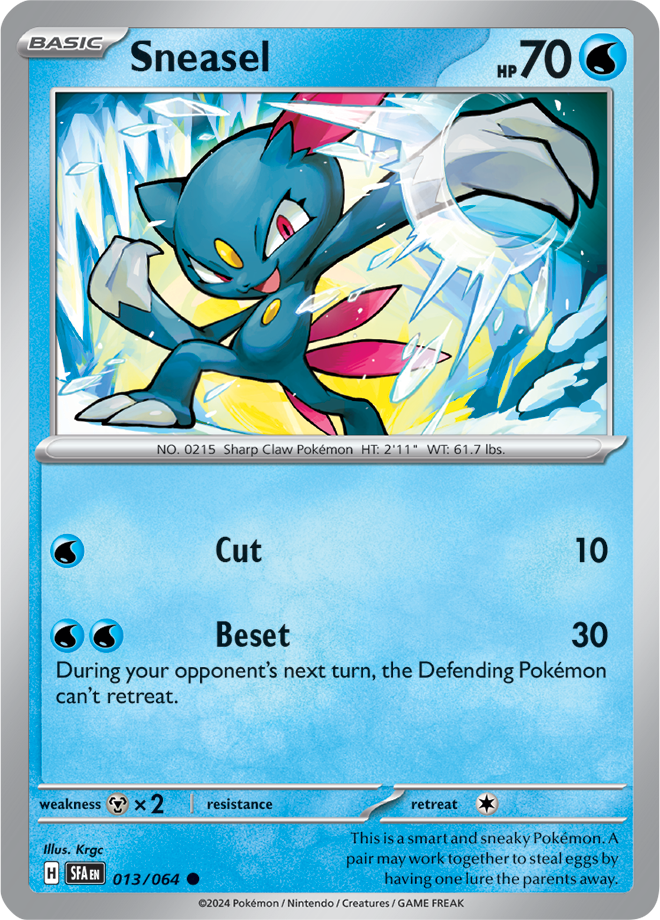 BASIC
Sneasel
HP 70
NO. 0215 Sharp Claw Pokémon HT: 2'11" WT: 61.7 lbs.
Cut 10
Beset 30
During your opponent's next turn, the Defending Pokémon
can't retreat.
weakness ×2 resistance retreat
Illus. Krgc
This is a smart and sneaky Pokémon. A
pair may work together to steal eggs by
having one lure the parents away.
H SFA EN 013/064
©2024 Pokémon / Nintendo / Creatures / GAME FREAK